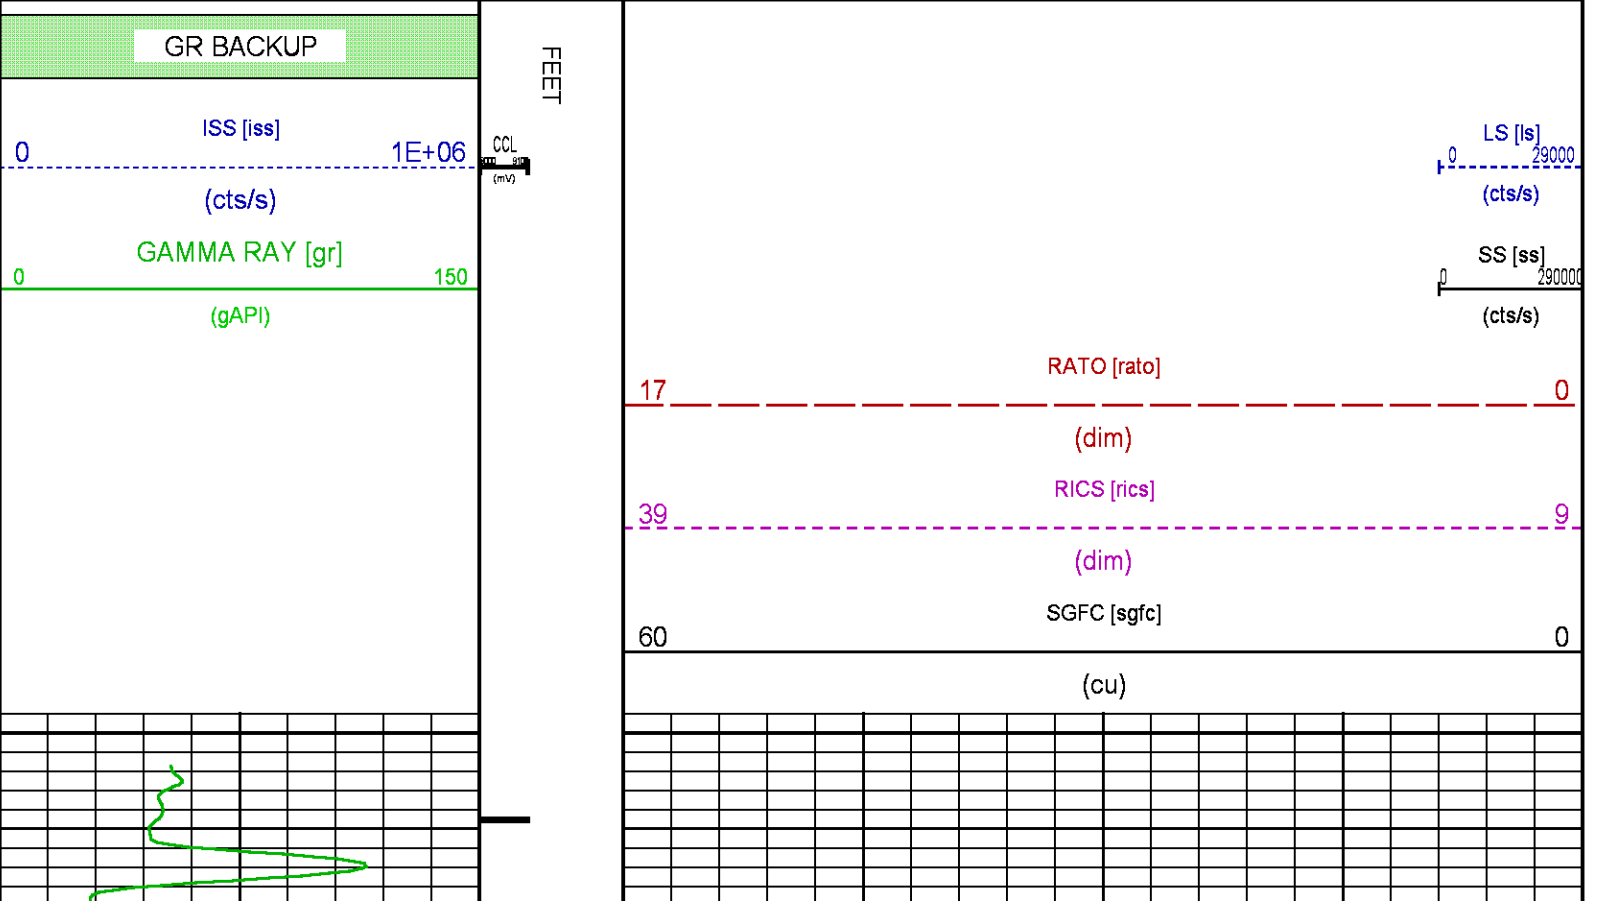 GR BACKUP
FEET
ISS [iss]
0 1E+06
(cts/s)
CCL
(mV)
LS [ls]
0 29000
(cts/s)
GAMMA RAY [gr]
0 150
(gAPI)
SS [ss]
0 290000
(cts/s)
RATO [rato]
17 0
(dim)
RICS [rics]
39 9
(dim)
SGFC [sgfc]
60 0
(cu)